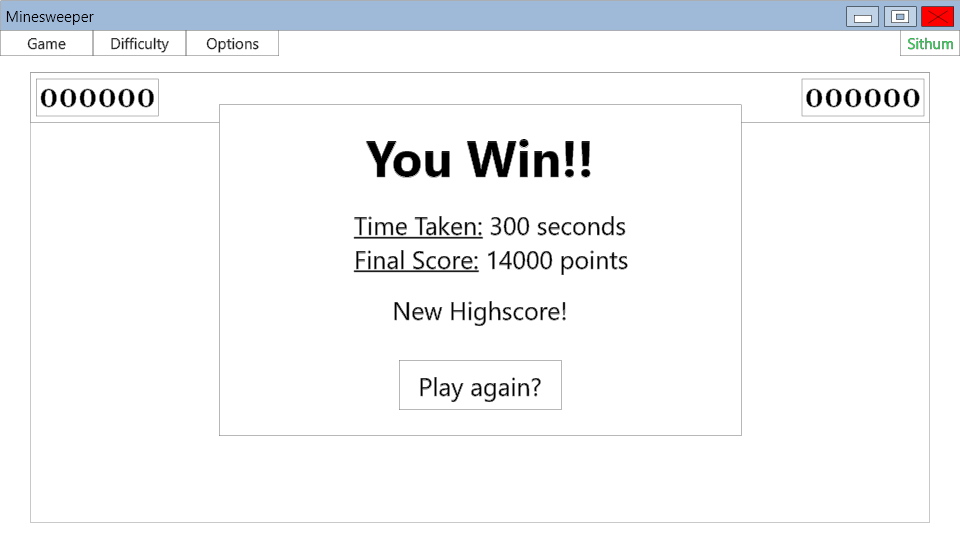 Minesweeper
Game Difficulty Options Sithum
000000 000000
You Win!!
Time Taken: 300 seconds
Final Score: 14000 points
New Highscore!
Play again?